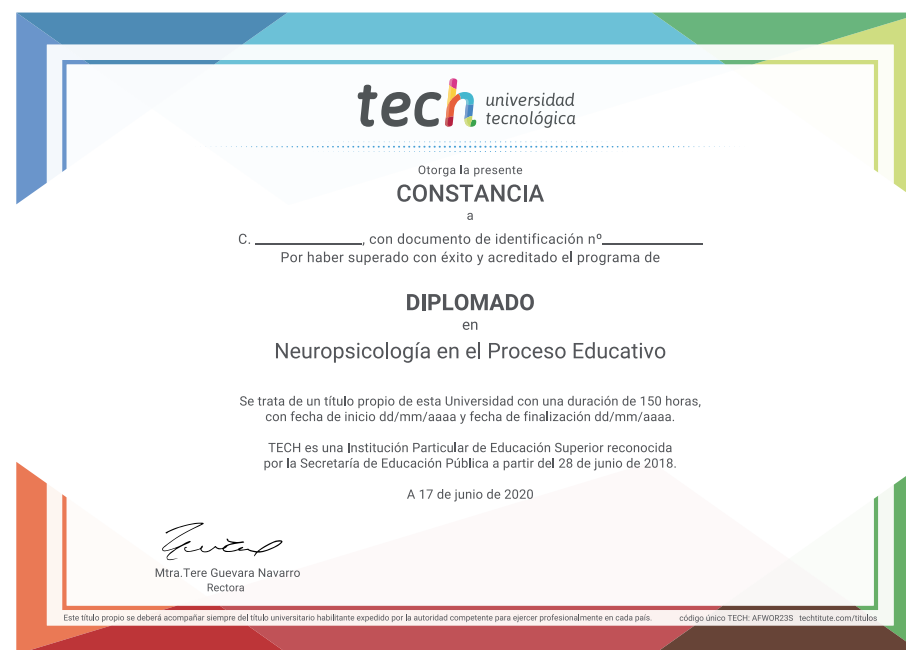 tech universidad
tecnológica
Otorga la presente
CONSTANCIA
a
C. ______________, con documento de identificación nº_____________
Por haber superado con éxito y acreditado el programa de
DIPLOMADO
en
Neuropsicología en el Proceso Educativo
Se trata de un título propio de esta Universidad con una duración de 150 horas,
con fecha de inicio dd/mm/aaaa y fecha de finalización dd/mm/aaaa.
TECH es una Institución Particular de Educación Superior reconocida
por la Secretaría de Educación Pública a partir del 28 de junio de 2018.
A 17 de junio de 2020
Mtra.Tere Guevara Navarro
Rectora
Este título propio se deberá acompañar siempre del título universitario habilitante expedido por la autoridad competente para ejercer profesionalmente en cada país. código único TECH: AFWOR23S techtitute.com/titulos